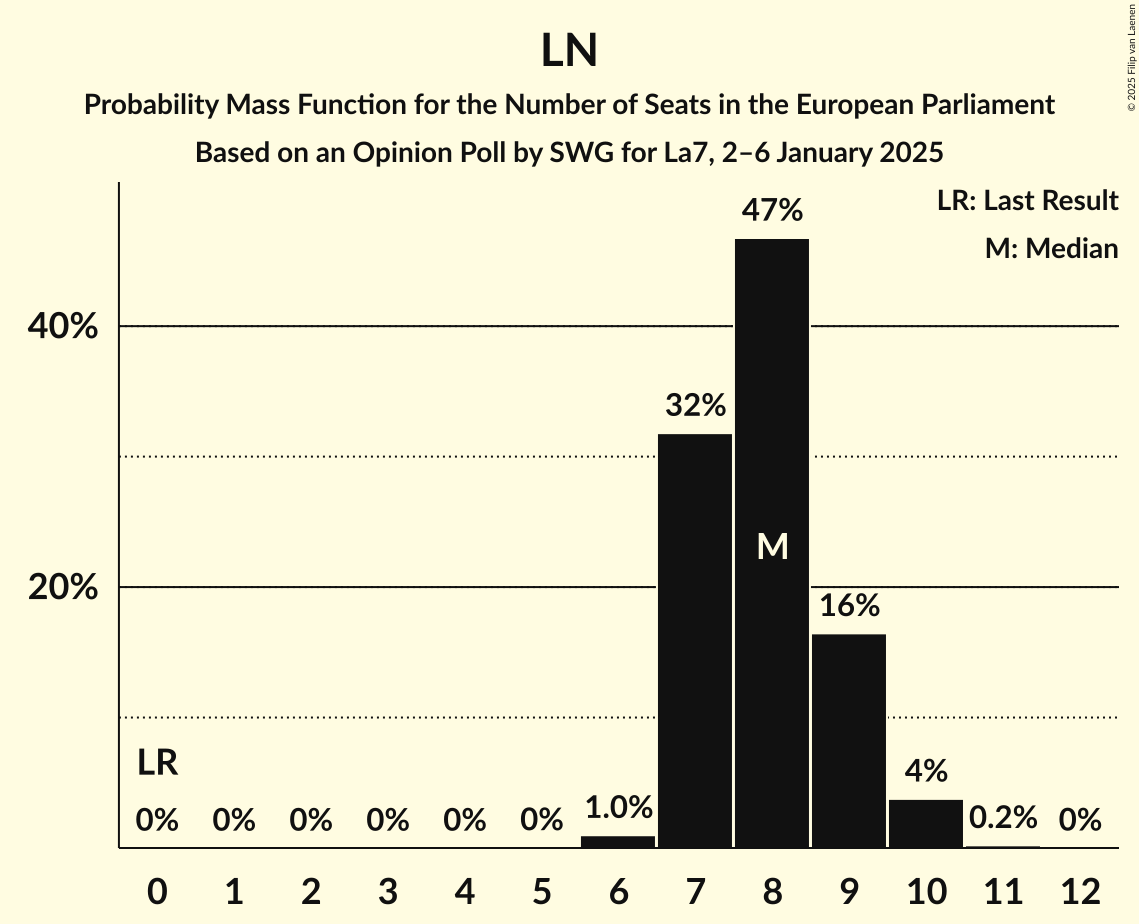 LN
Probability Mass Function for the Number of Seats in the European Parliament
Based on an Opinion Poll by SWG for La7, 2–6 January 2025
© 2025 Filip van Laenen
LR: Last Result
M: Median
47%
40%
32%
M
20%
16%
LR
4%
0% 0% 0% 0% 0% 0% 1.0% 0.2% 0%
0 1 2 3 4 5 6 7 8 9 10 11 12